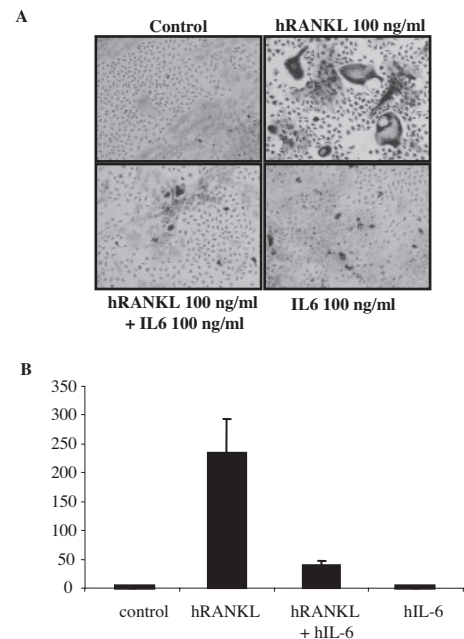 A
Control
hRANKL 100 ng/ml
hRANKL 100 ng/ml
+ IL6 100 ng/ml
IL6 100 ng/ml
B
350
300
250
200
150
100
50
0
control
hRANKL
hRANKL
+ hIL-6
hIL-6